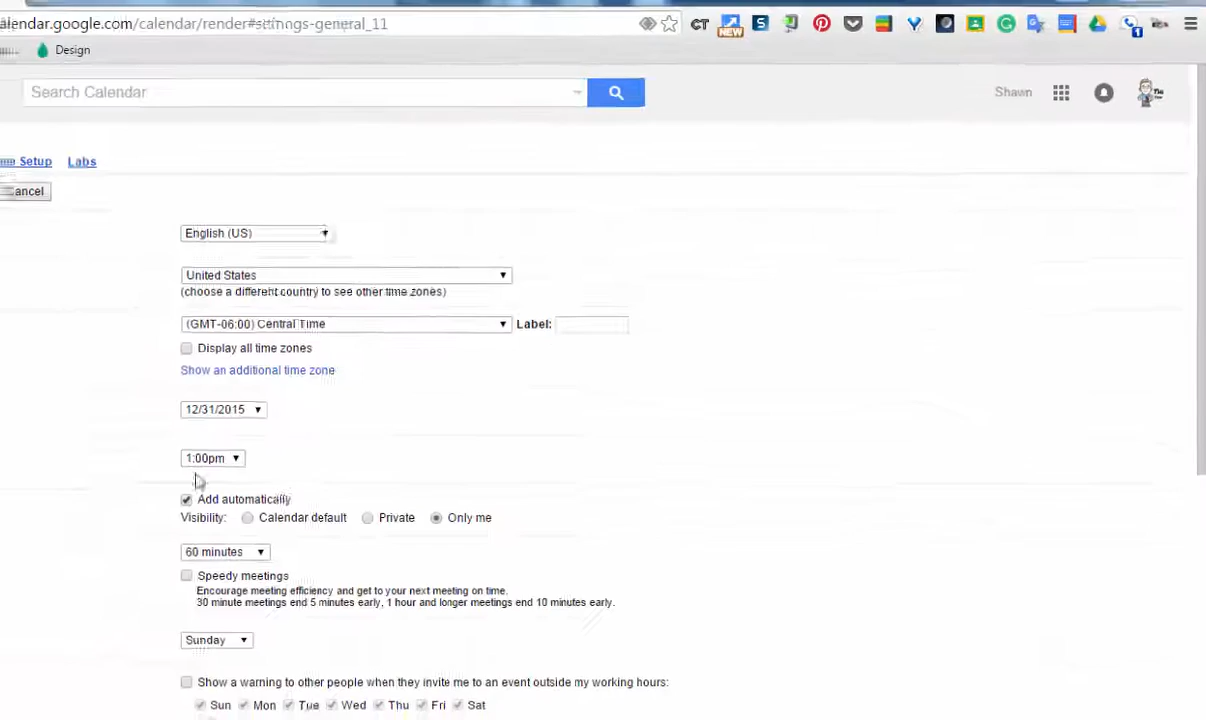 alendar.google.com/calendar/render#settings-general_11
CT
NEW
S
1
Design
Search Calendar
Shawn
Setup Labs
ancel
English (US)
United States
(choose a different country to see other time zones)
(GMT-06:00) Central Time Label:
Display all time zones
Show an additional time zone
12/31/2015
1:00pm
Add automatically
Visibility: Calendar default Private Only me
60 minutes
Speedy meetings
Encourage meeting efficiency and get to your next meeting on time.
30 minute meetings end 5 minutes early, 1 hour and longer meetings end 10 minutes early.
Sunday
Show a warning to other people when they invite me to an event outside my working hours:
Sun Mon Tue Wed Thu Fri Sat